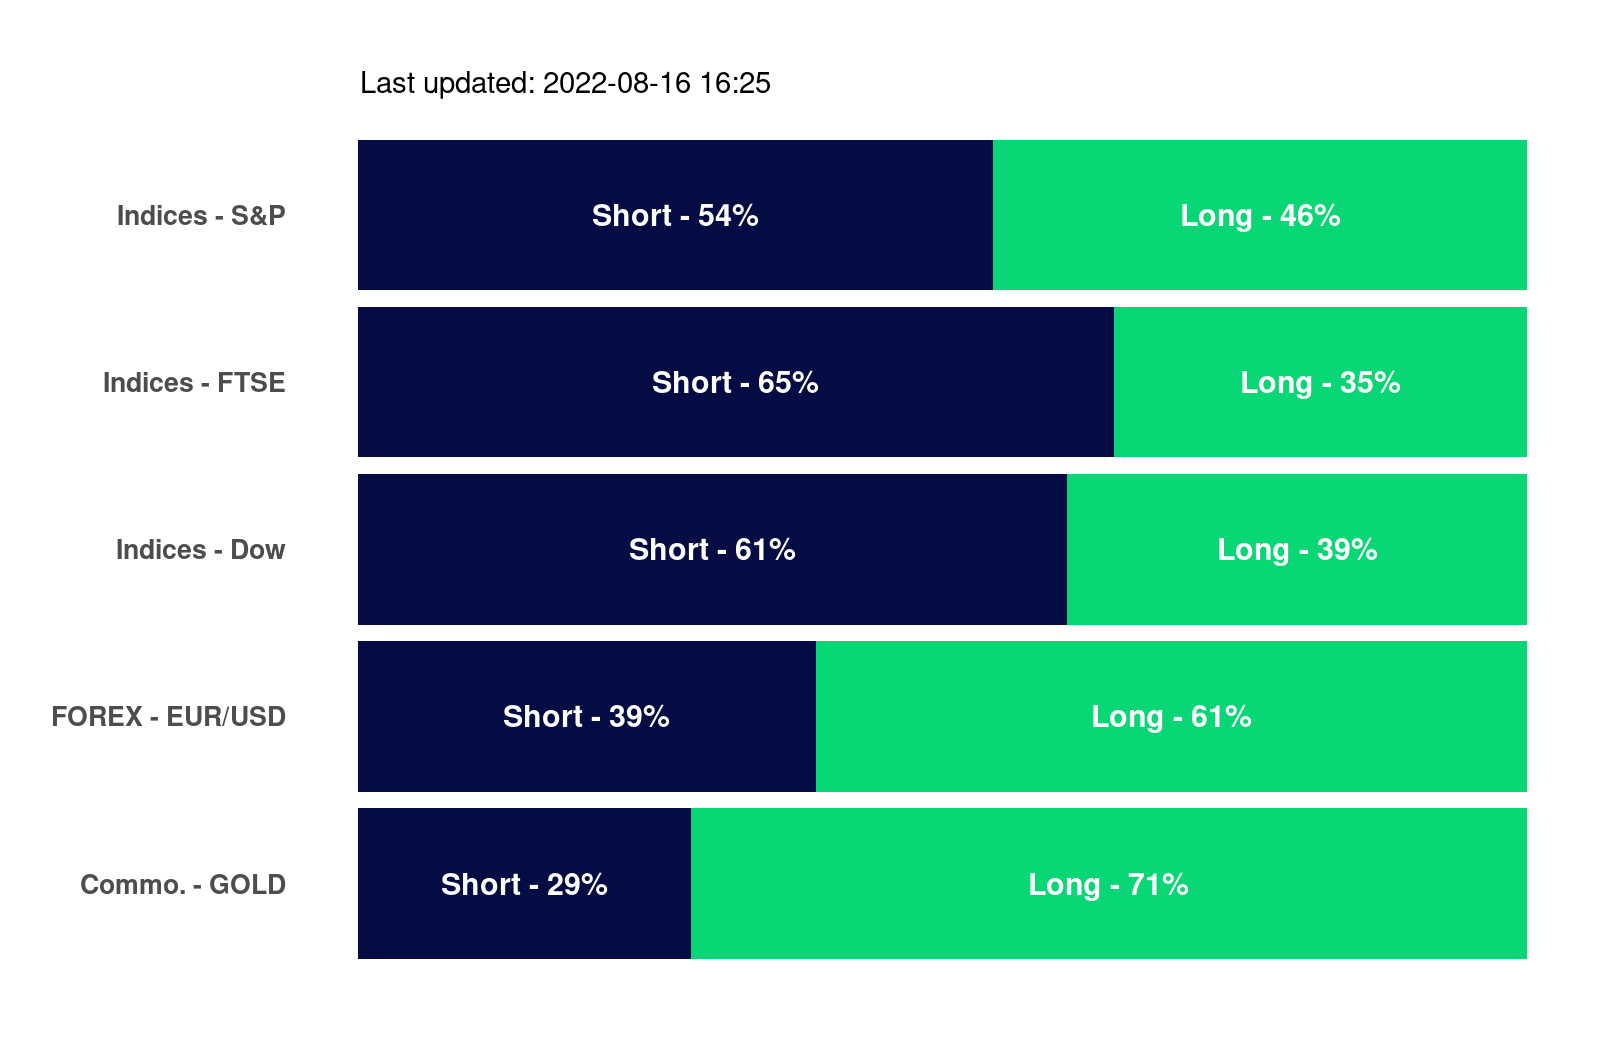 Last updated: 2022-08-16 16:25
Indices - S&P Short - 54% Long - 46%
Indices - FTSE Short - 65% Long - 35%
Indices - Dow Short - 61% Long - 39%
FOREX - EUR/USD Short - 39% Long - 61%
Commo. - GOLD Short - 29% Long - 71%